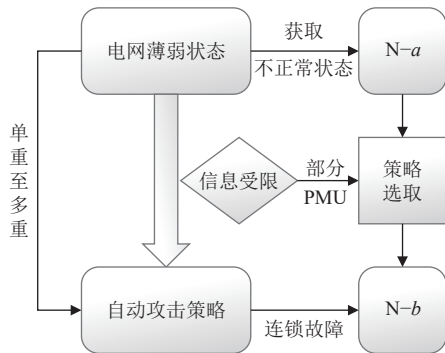 电网薄弱状态
获取
不正常状态
N-a
单重至多重
信息受限
部分
PMU
策略
选取
自动攻击策略
连锁故障
N-b